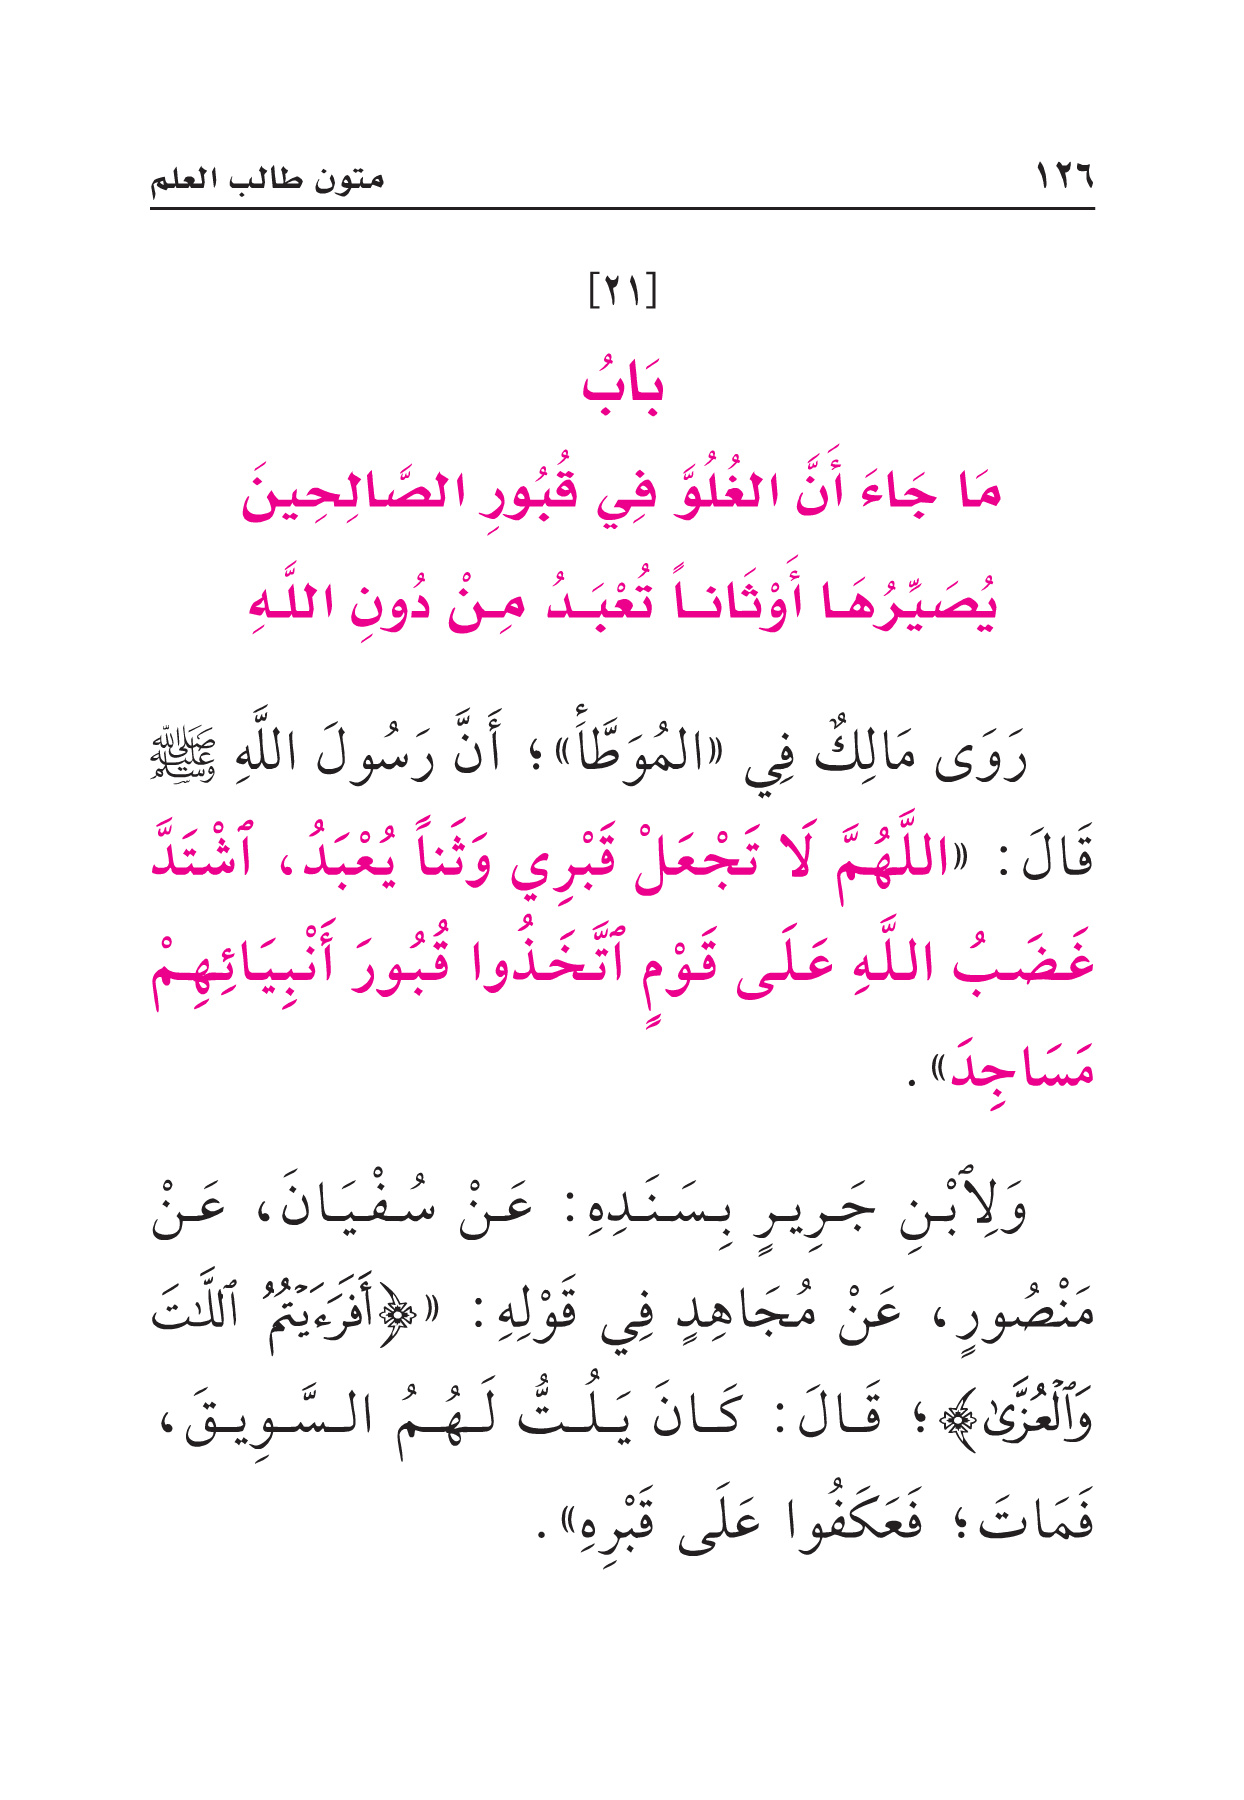 ١٢٦ متون طالب العلم
[٢١]
بَابُ
مَا جَاءَ أَنَّ الغُلُوَّ فِي قُبُورِ الصَّالِحِينَ
يُصَيِّرُهَا أَوْثَاناً تُعْبَدُ مِنْ دُونِ اللَّهِ
رَوَى مَالِكٌ فِي «المُوَطَّأ»؛ أَنَّ رَسُولَ اللَّهِ ﷺ
قَالَ: «اللَّهُمَّ لَا تَجْعَلْ قَبْرِي وَثَناً يُعْبَدُ، ٱشْتَدَّ
غَضَبُ اللَّهِ عَلَى قَوْمٍ ٱتَّخَذُوا قُبُورَ أَنْبِيَائِهِمْ
مَسَاجِدَ».
وَلِٱبْنِ جَرِيرٍ بِسَنَدِهِ: عَنْ سُفْيَانَ، عَنْ
مَنْصُورٍ، عَنْ مُجَاهِدٍ فِي قَوْلِهِ: «﴿أَفَرَءَيْتُمُ ٱللَّـٰتَ
وَٱلْعُزَّىٰ﴾؛ قَالَ: كَانَ يَلُتُّ لَهُمُ السَّوِيقَ،
فَمَاتَ؛ فَعَكَفُوا عَلَى قَبْرِهِ».